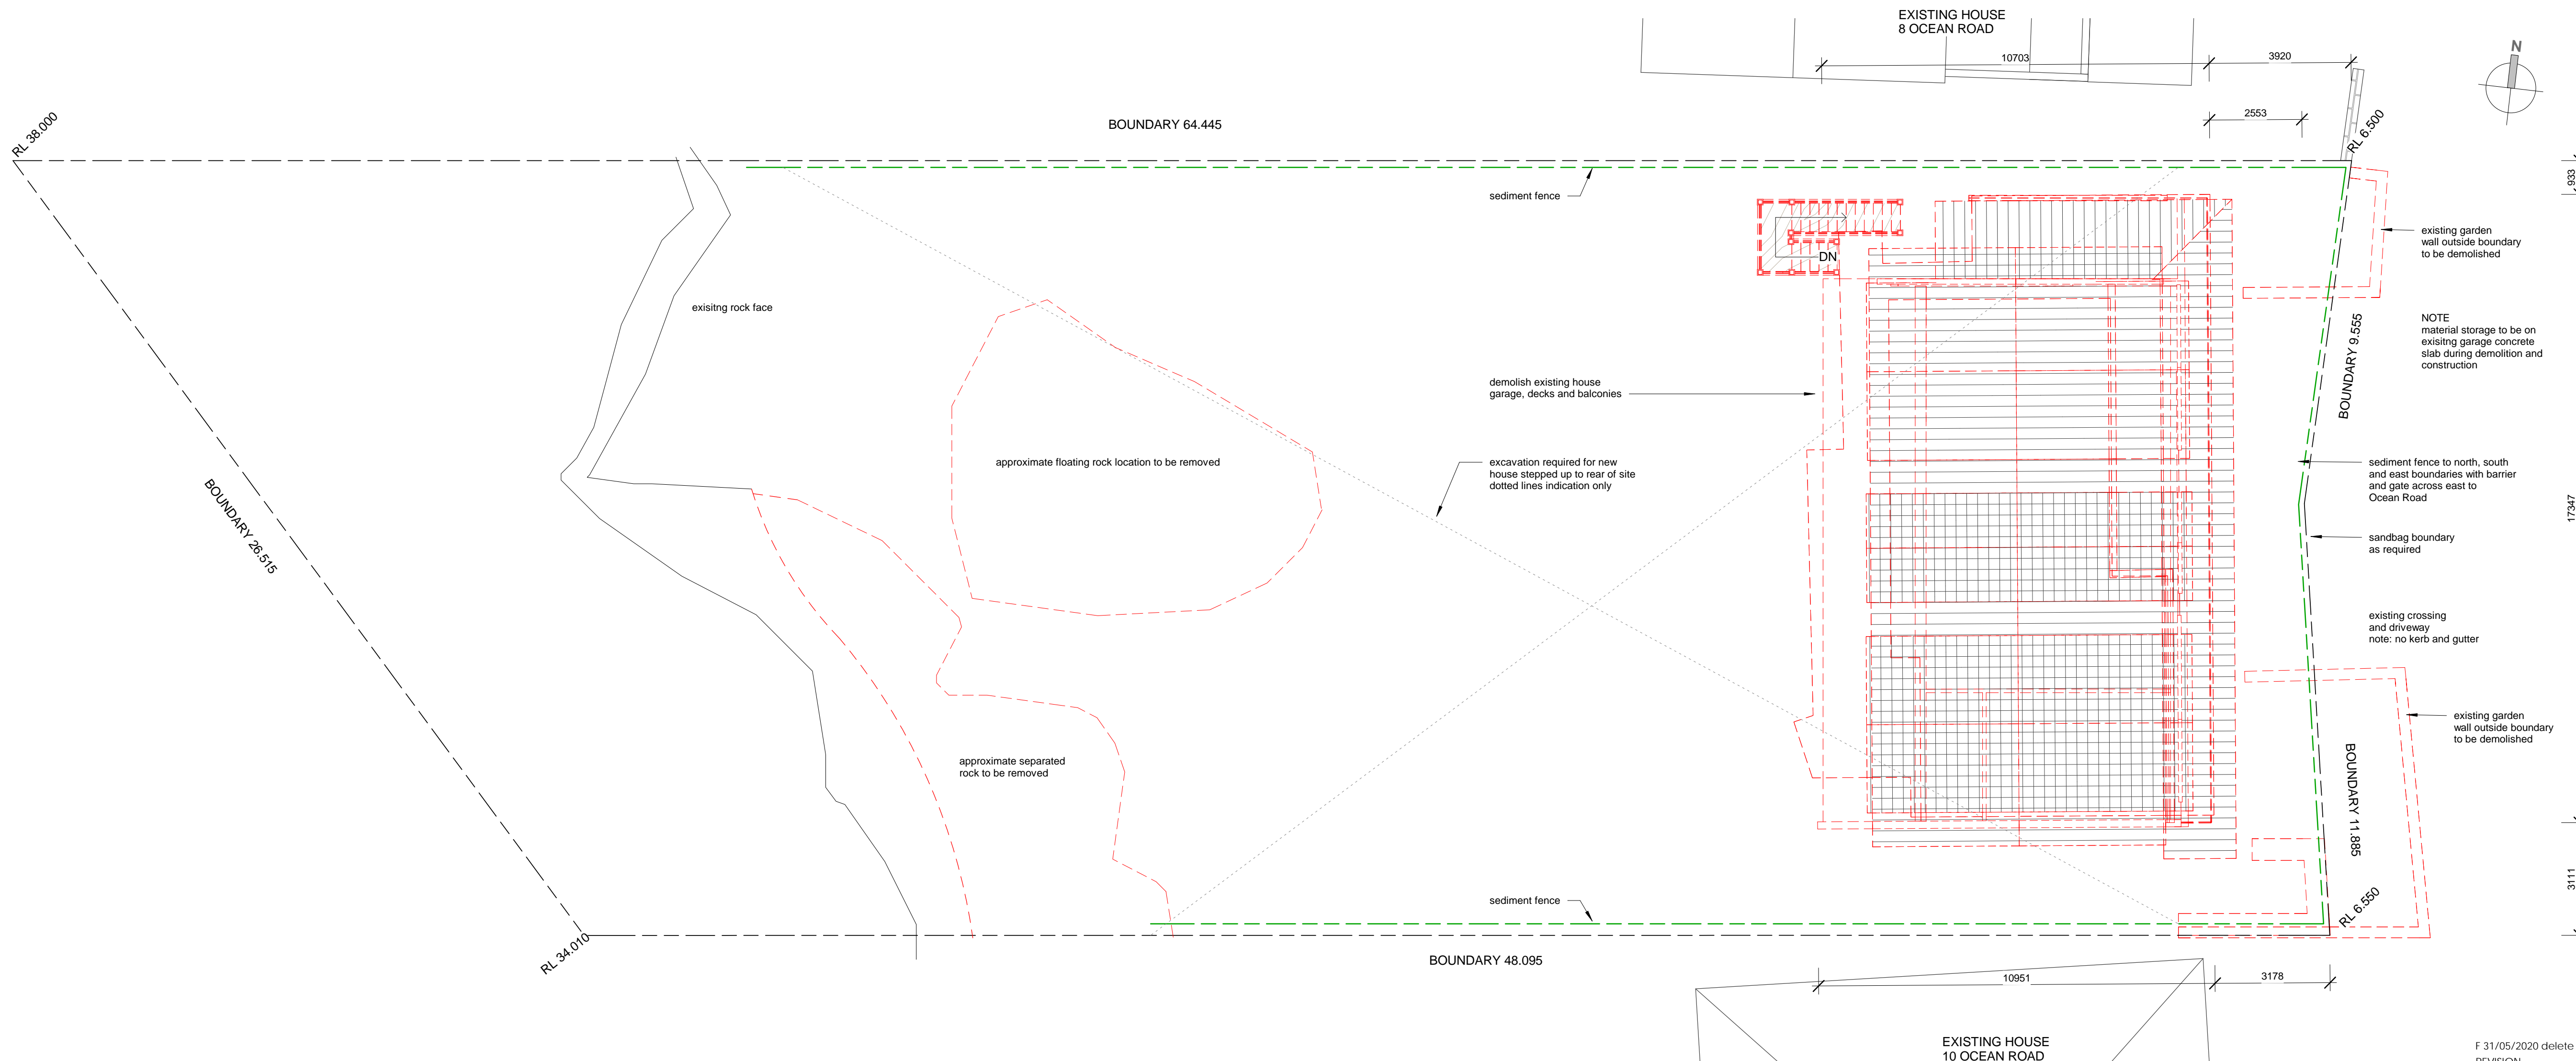 EXISTING HOUSE
8 OCEAN ROAD
10703
3920
N
2553
RL 38.000
BOUNDARY 64.445
RL 6.500
933
sediment fence
existing garden
wall outside boundary
to be demolished
DN
exisitng rock face
NOTE
material storage to be on
exisitng garage concrete
slab during demolition and
construction
BOUNDARY 9.555
demolish existing house
garage, decks and balconies
approximate floating rock location to be removed
excavation required for new
house stepped up to rear of site
dotted lines indication only
sediment fence to north, south
and east boundaries with barrier
and gate across east to
Ocean Road
17347
BOUNDARY 26.515
sandbag boundary
as required
existing crossing
and driveway
note: no kerb and gutter
existing garden
wall outside boundary
to be demolished
approximate separated
rock to be removed
BOUNDARY 11.885
3111
sediment fence
RL 6.550
RL 34.010
BOUNDARY 48.095
10951
3178
EXISTING HOUSE
10 OCEAN ROAD
F 31/05/2020 delete